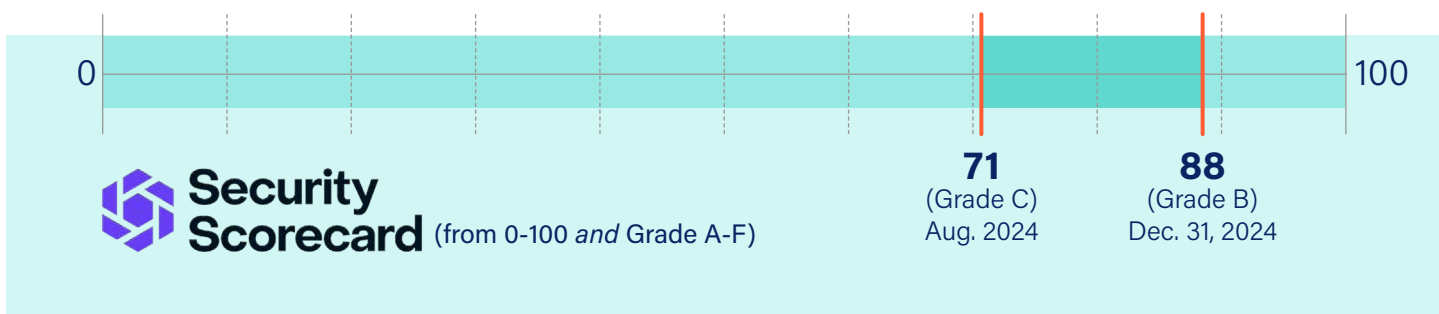 0
100
71
(Grade C)
Aug. 2024
88
(Grade B)
Dec. 31, 2024
Security
Scorecard (from 0-100 and Grade A-F)